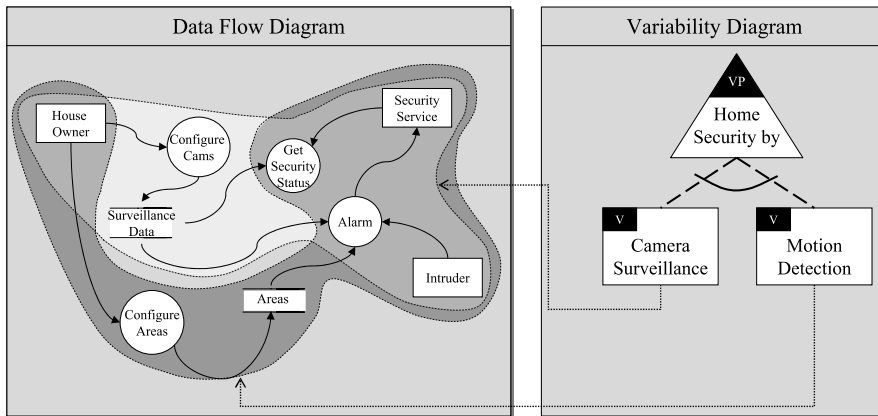 Data Flow Diagram
House
Owner
Configure
Cams
Get
Security
Status
Security
Service
Surveillance
Data
Alarm
Intruder
Areas
Configure
Areas
Variability Diagram
VP
Home
Security by
V
Camera
Surveillance
V
Motion
Detection